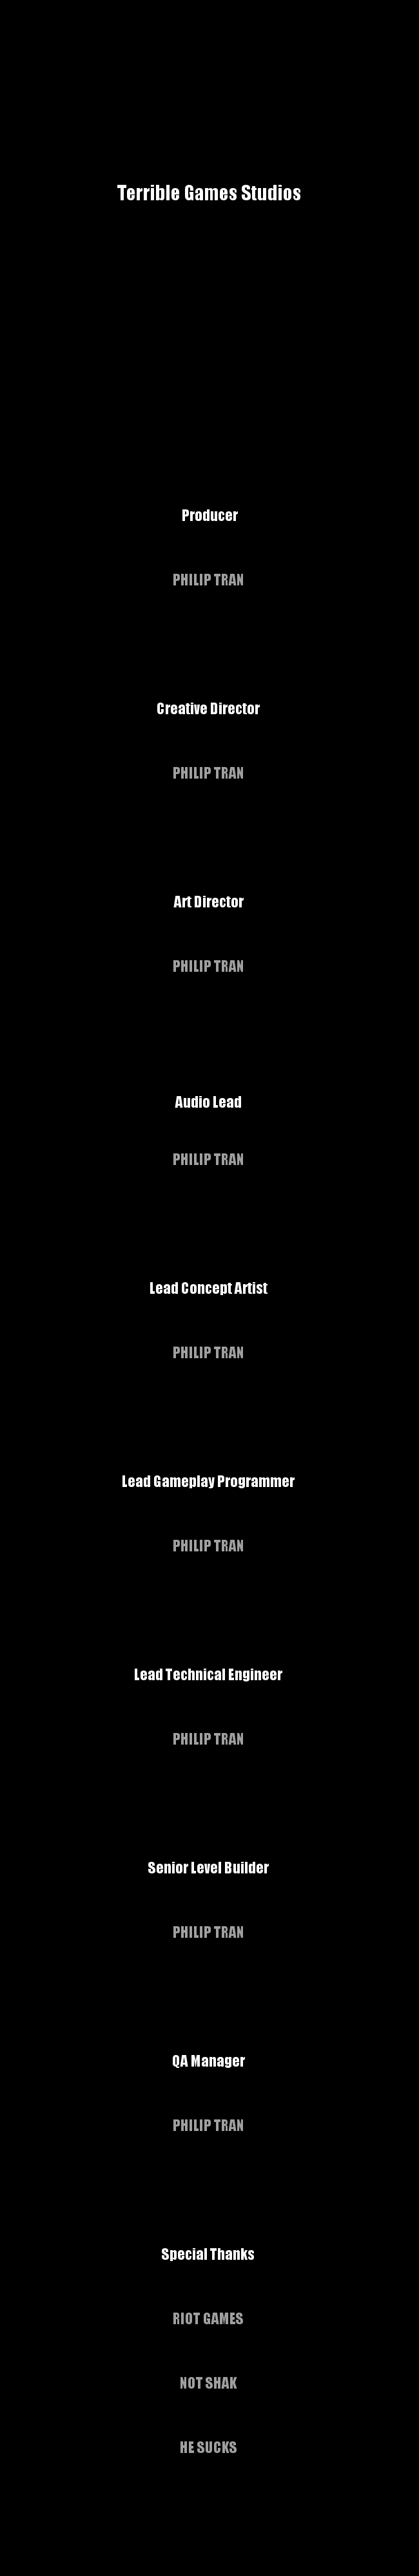 Terrible Games Studios
Producer
PHILIP TRAN
Creative Director
PHILIP TRAN
Art Director
PHILIP TRAN
Audio Lead
PHILIP TRAN
Lead Concept Artist
PHILIP TRAN
Lead Gameplay Programmer
PHILIP TRAN
Lead Technical Engineer
PHILIP TRAN
Senior Level Builder
PHILIP TRAN
QA Manager
PHILIP TRAN
Special Thanks
RIOT GAMES
NOT SHAK
HE SUCKS